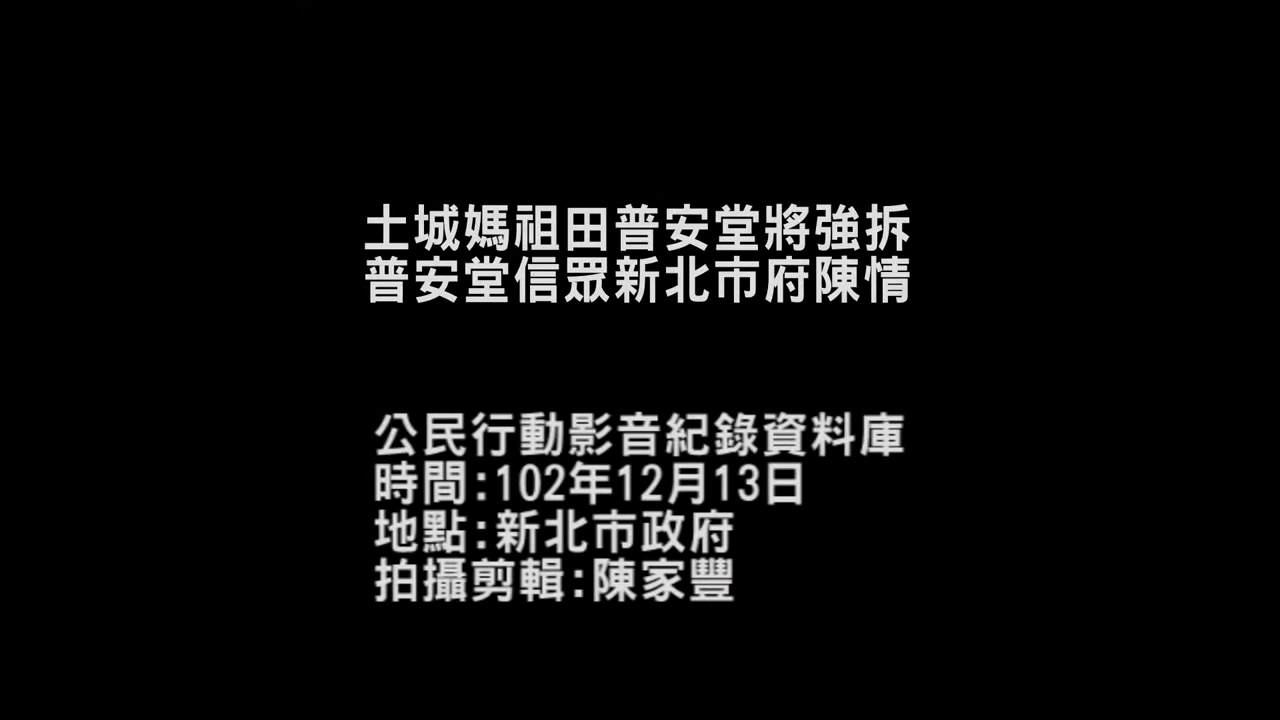 土城媽祖田普安堂將強拆
普安堂信眾新北市府陳情
公民行動影音紀錄資料庫
時間:102年12月13日
地點:新北市政府
拍攝剪輯:陳家豐